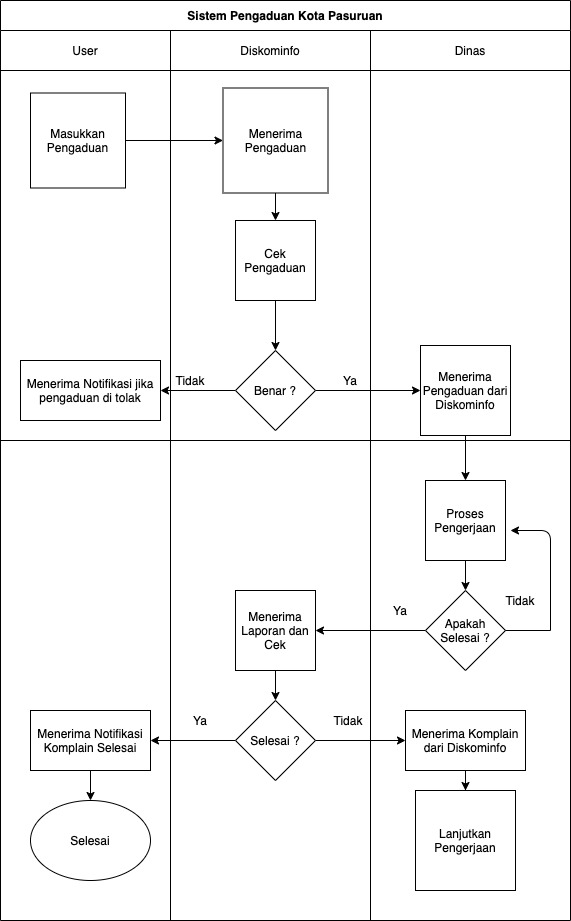 Sistem Pengaduan Kota Pasuruan
User
Diskominfo
Dinas
Masukkan
Pengaduan
Menerima
Pengaduan
Cek
Pengaduan
Menerima Notifikasi jika
pengaduan di tolak
Tidak
Benar ?
Ya
Menerima
Pengaduan dari
Diskominfo
Proses
Pengerjaan
Tidak
Apakah
Selesai ?
Ya
Menerima
Laporan dan
Cek
Menerima Notifikasi
Komplain Selesai
Ya
Selesai ?
Tidak
Menerima Komplain
dari Diskominfo
Selesai
Lanjutkan
Pengerjaan